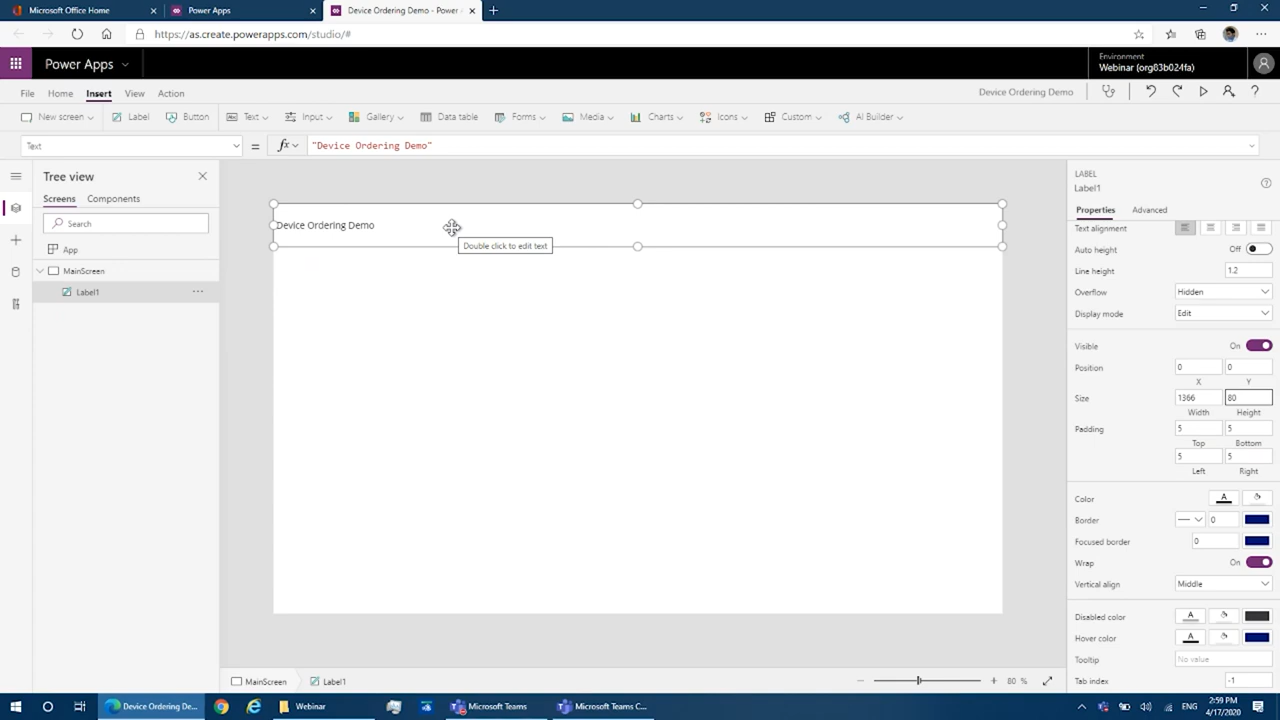 Microsoft Office Home
Power Apps
Device Ordering Demo - Power
https://as.create.powerapps.com/studio/#
Power Apps
Environment
Webinar (org83b024fa)
File Home Insert View Action
Device Ordering Demo
New screen Label Button Text Input Gallery Data table Forms Media Charts Icons Custom AI Builder
Text = fx "Device Ordering Demo"
Tree view
Screens Components
Search
App
MainScreen
Label1
Device Ordering Demo
Double click to edit text
LABEL
Label1
Properties Advanced
Text alignment
Auto height Off
Line height 1.2
Overflow Hidden
Display mode Edit
Visible On
Position 0 0
X Y
Size 1366 80
Width Height
Padding 5 5
Top Bottom
5 5
Left Right
Color
Border 0
Focused border 0
Wrap On
Vertical align Middle
Disabled color
Hover color
Tooltip No value
Tab index -1
MainScreen Label1
80 %
Device Ordering De...
Webinar
Microsoft Teams
Microsoft Teams C...
ENG
2:59 PM
4/17/2020